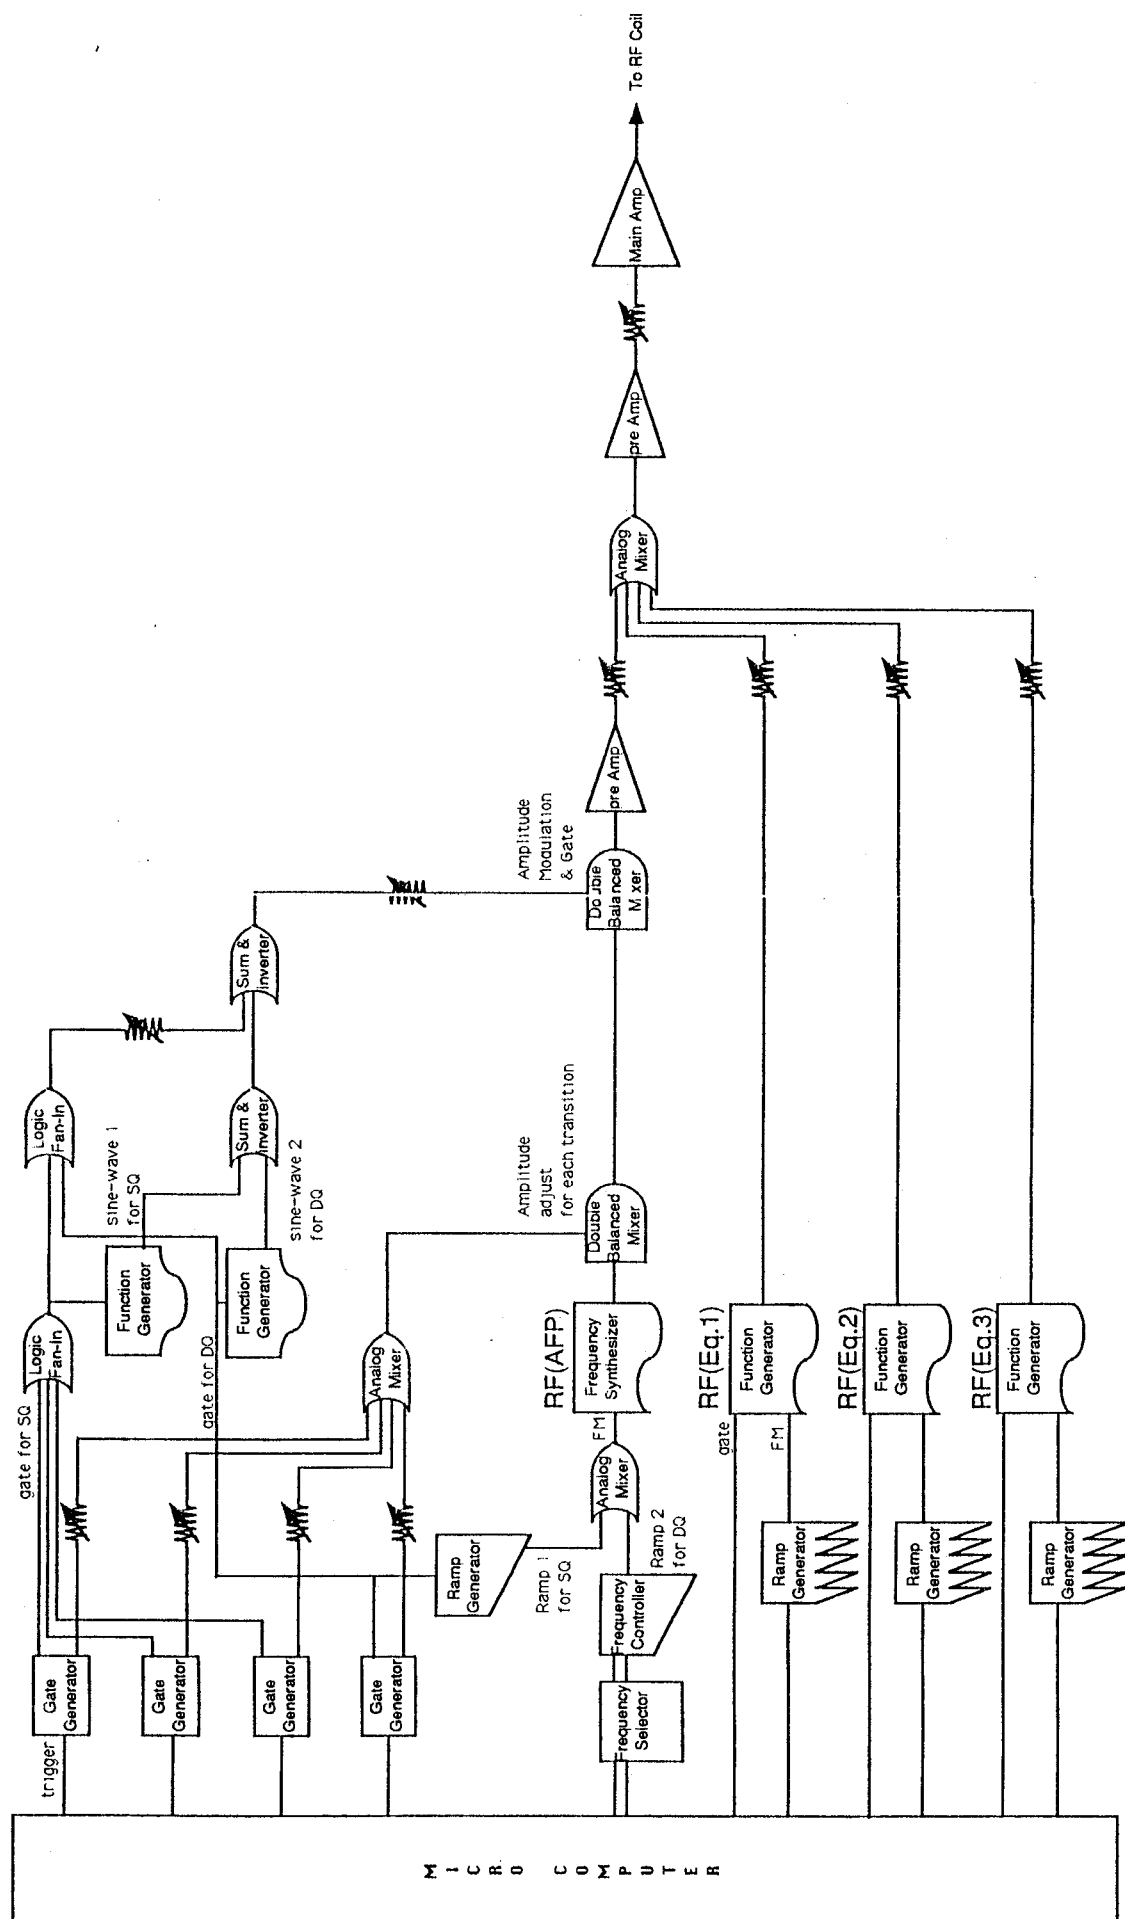 MICRO COMPUTER
trigger
Gate
Generator
Gate
Generator
Gate
Generator
Gate
Generator
gate for SQ
gate for DQ
Logic
Fan-In
Function
Generator
sine-wave 1
for SQ
Function
Generator
sine-wave 2
for DQ
Logic
Fan-In
Sum &
inverter
Sum &
inverter
Analog
Mixer
Ramp
Generator
Ramp 1
for SQ
Frequency
Selector
Frequency
Controller
Ramp 2
for DQ
Analog
Mixer
FM
RF(AFP)
Frequency
Synthesizer
Double
Balanced
Mixer
Amplitude
adjust
for each transition
Double
Balanced
Mixer
Amplitude
Modulation
& Gate
pre Amp
Analog
Mixer
pre Amp
Main Amp
To RF Coil
gate
FM
Ramp
Generator
RF(Eq.1)
Function
Generator
Ramp
Generator
RF(Eq.2)
Function
Generator
Ramp
Generator
RF(Eq.3)
Function
Generator